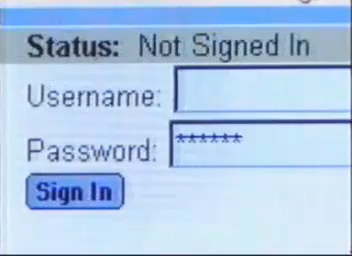 Status: Not Signed In
Username:
Password: ******
Sign In